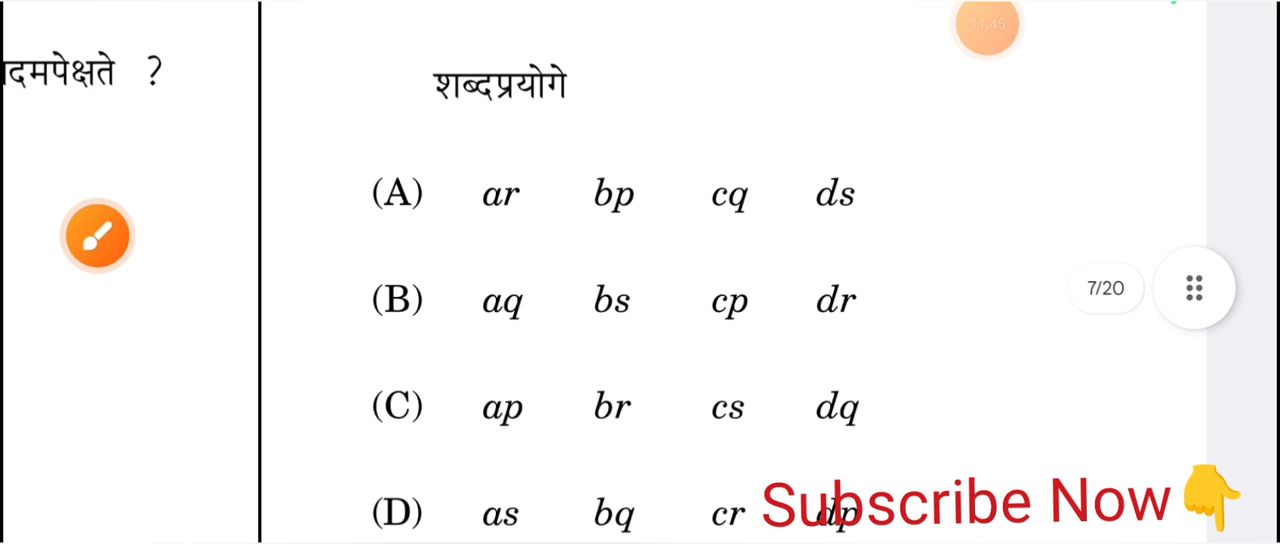 11:45
दमपेक्षते ?
शब्दप्रयोगे
(A) ar bp cq ds
(B) aq bs cp dr
7/20
(C) ap br cs dq
(D) as bq cr dp
Subscribe Now